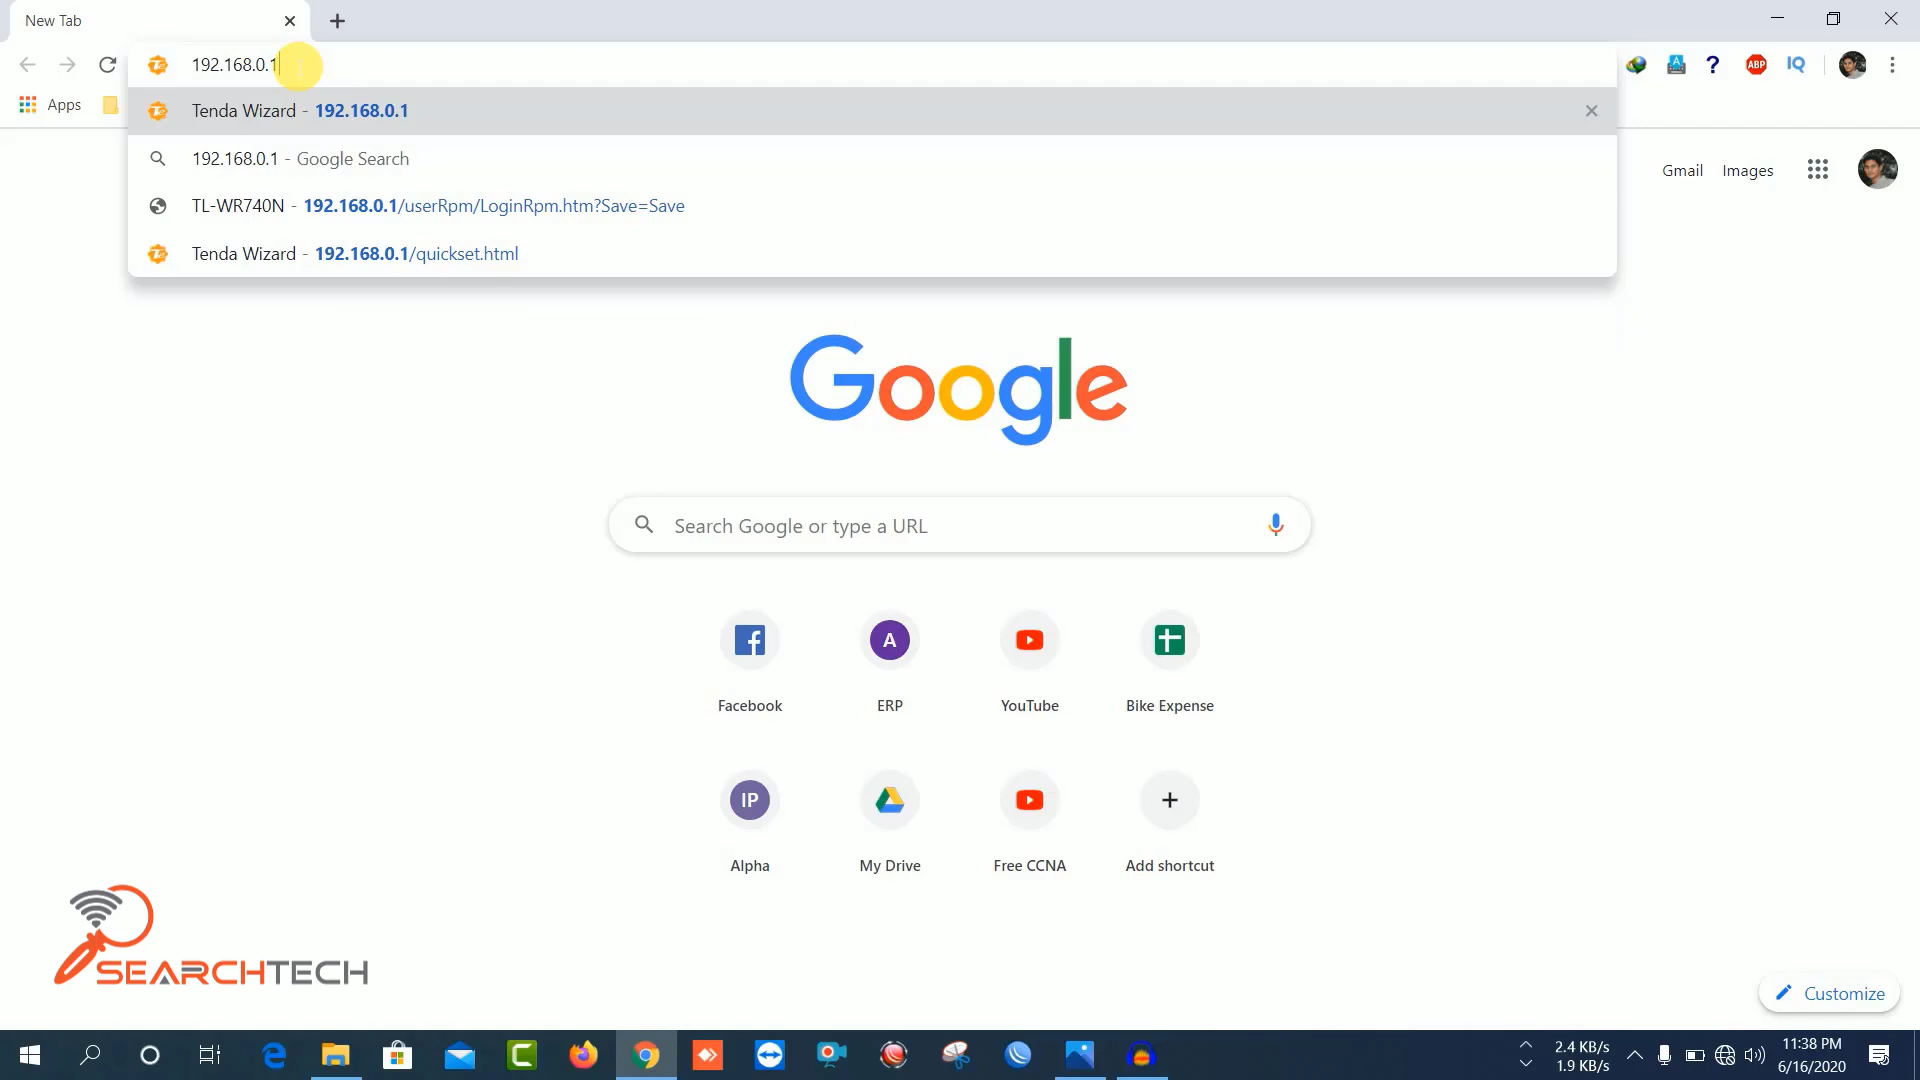 New Tab
192.168.0.1
Apps
Tenda Wizard - 192.168.0.1
192.168.0.1 - Google Search
TL-WR740N - 192.168.0.1/userRpm/LoginRpm.htm?Save=Save
Tenda Wizard - 192.168.0.1/quickset.html
ABP
IQ
Gmail
Images
Google
Search Google or type a URL
Facebook
A
ERP
YouTube
Bike Expense
IP
Alpha
My Drive
Free CCNA
Add shortcut
SEARCHTECH
Customize
2.4 KB/s
1.9 KB/s
11:38 PM
6/16/2020